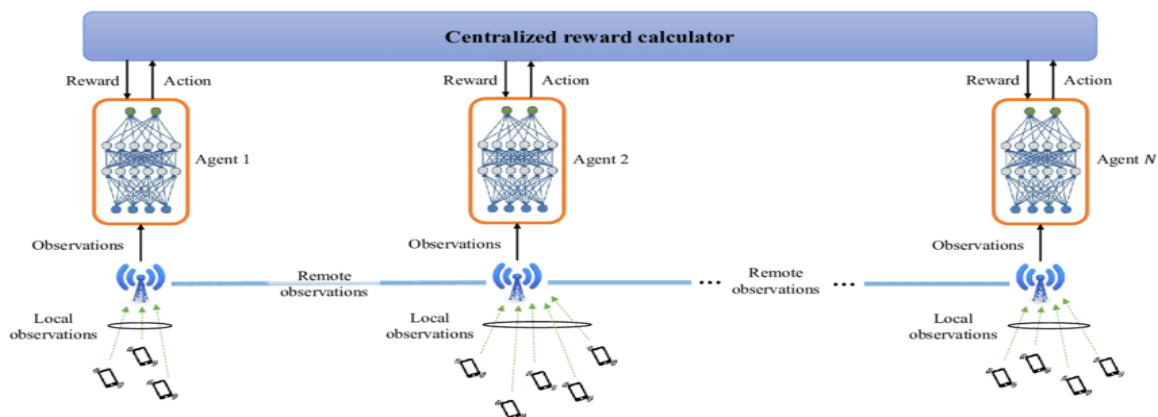 Centralized reward calculator
Reward
Action
Reward
Action
Reward
Action
Agent 1
Agent 2
Agent N
Observations
Observations
Observations
Remote
observations
Remote
observations
Local
observations
Local
observations
Local
observations